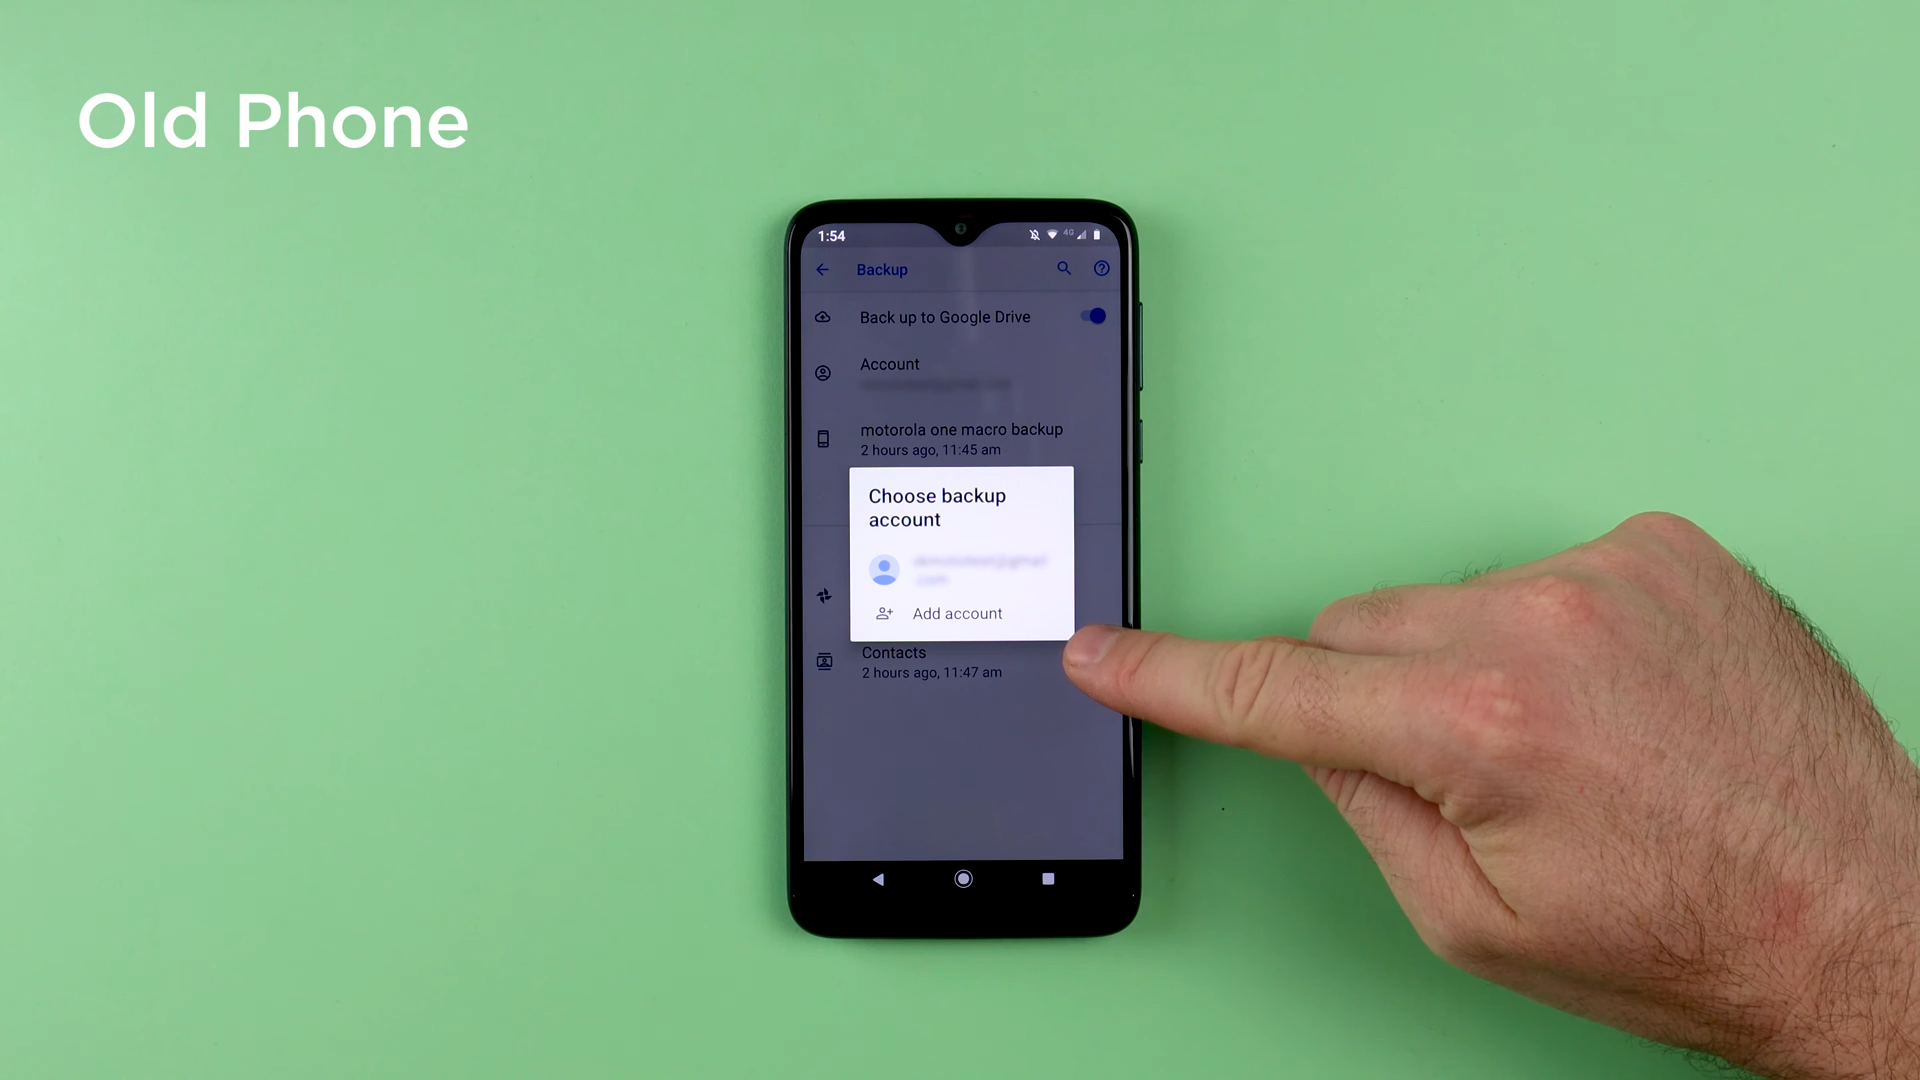 Old Phone
1:54
4G
Backup
Back up to Google Drive
Account
motorola one macro backup
2 hours ago, 11:45 am
Choose backup
account
Add account
Contacts
2 hours ago, 11:47 am